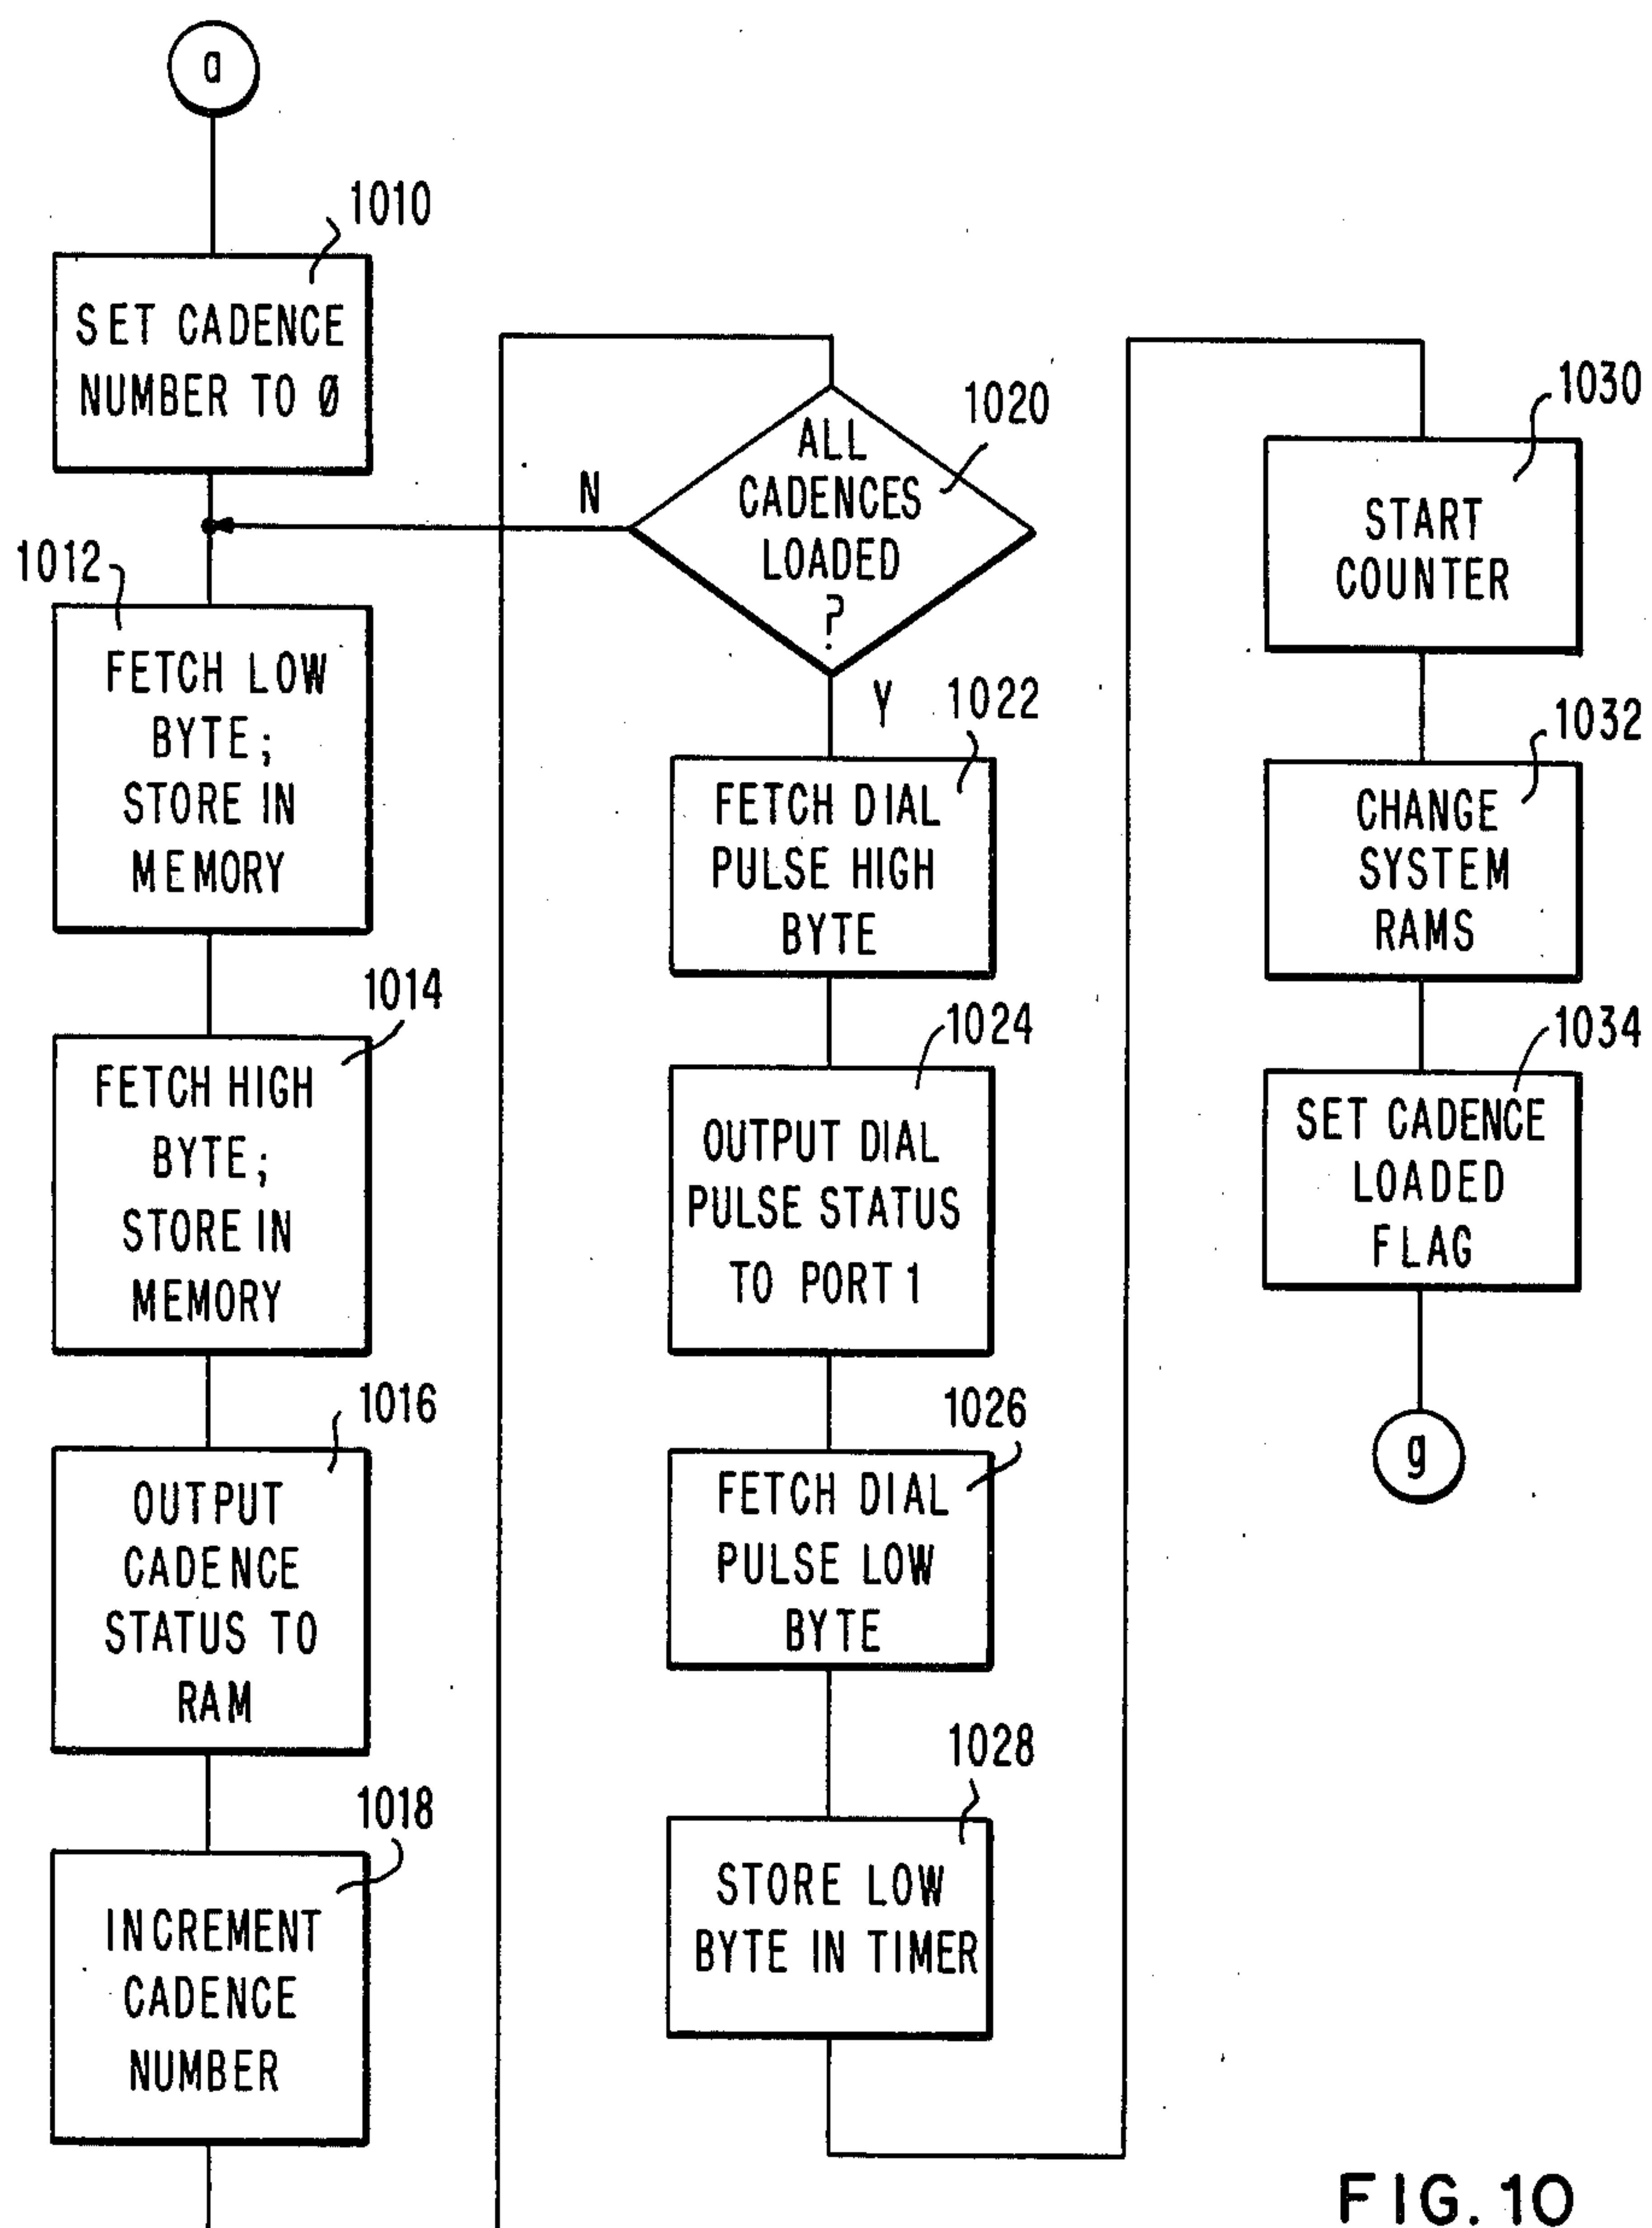 a
1010
SET CADENCE
NUMBER TO Ø
1012
FETCH LOW
BYTE;
STORE IN
MEMORY
1014
FETCH HIGH
BYTE;
STORE IN
MEMORY
1016
OUTPUT
CADENCE
STATUS TO
RAM
1018
INCREMENT
CADENCE
NUMBER
1020
ALL
CADENCES
LOADED
?
N
Y
1022
FETCH DIAL
PULSE HIGH
BYTE
1024
OUTPUT DIAL
PULSE STATUS
TO PORT 1
1026
FETCH DIAL
PULSE LOW
BYTE
1028
STORE LOW
BYTE IN TIMER
1030
START
COUNTER
1032
CHANGE
SYSTEM
RAMS
1034
SET CADENCE
LOADED
FLAG
g
FIG. 10